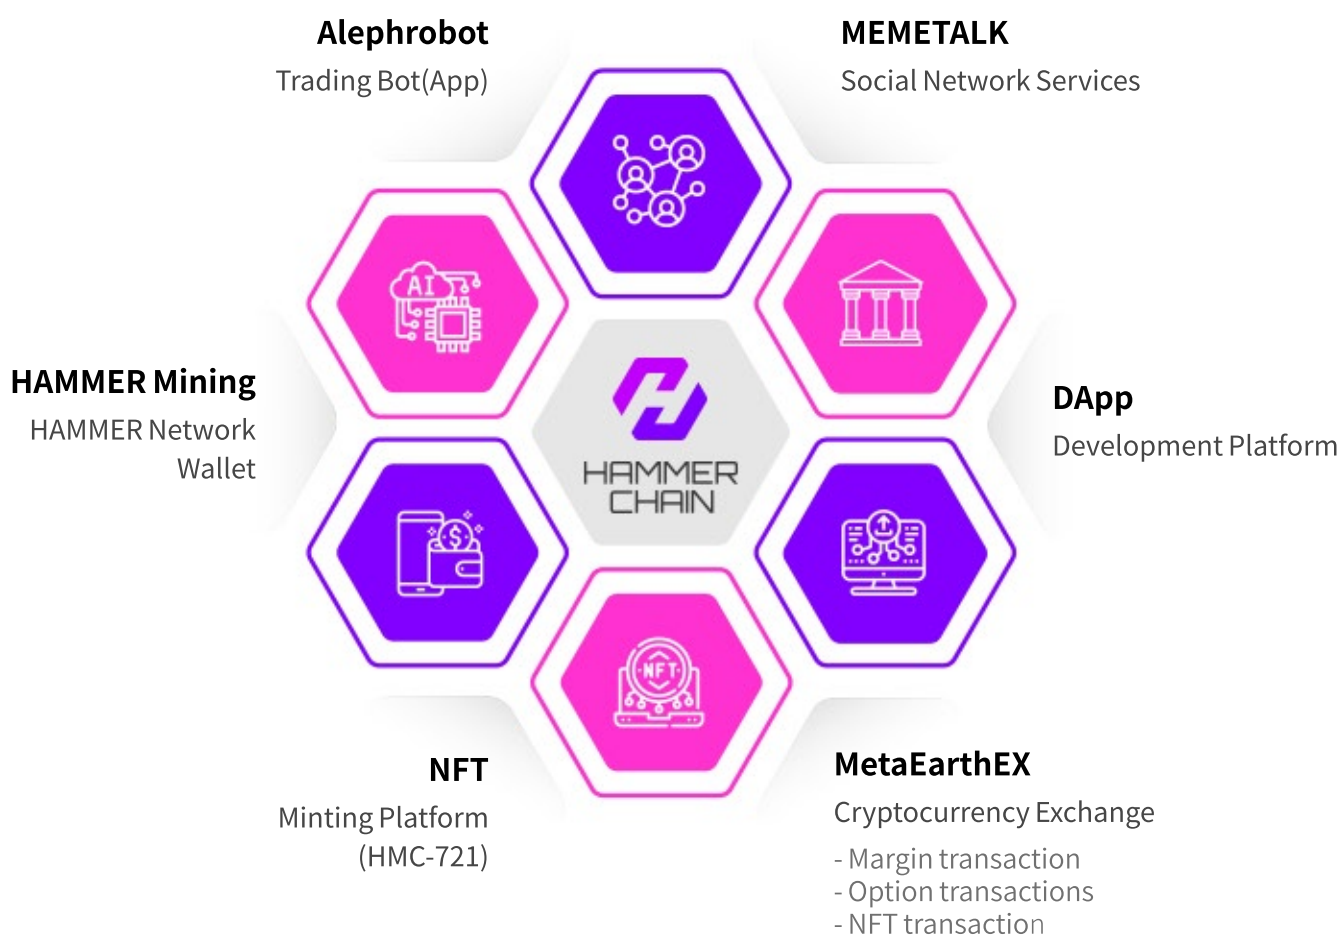 Alephrobot
Trading Bot(App)
MEMETALK
Social Network Services
AI
HAMMER Mining
HAMMER Network
Wallet
HAMMER
CHAIN
DApp
Development Platform
$
NFT
NFT
Minting Platform
(HMC-721)
MetaEarthEX
Cryptocurrency Exchange
- Margin transaction
- Option transactions
- NFT transaction